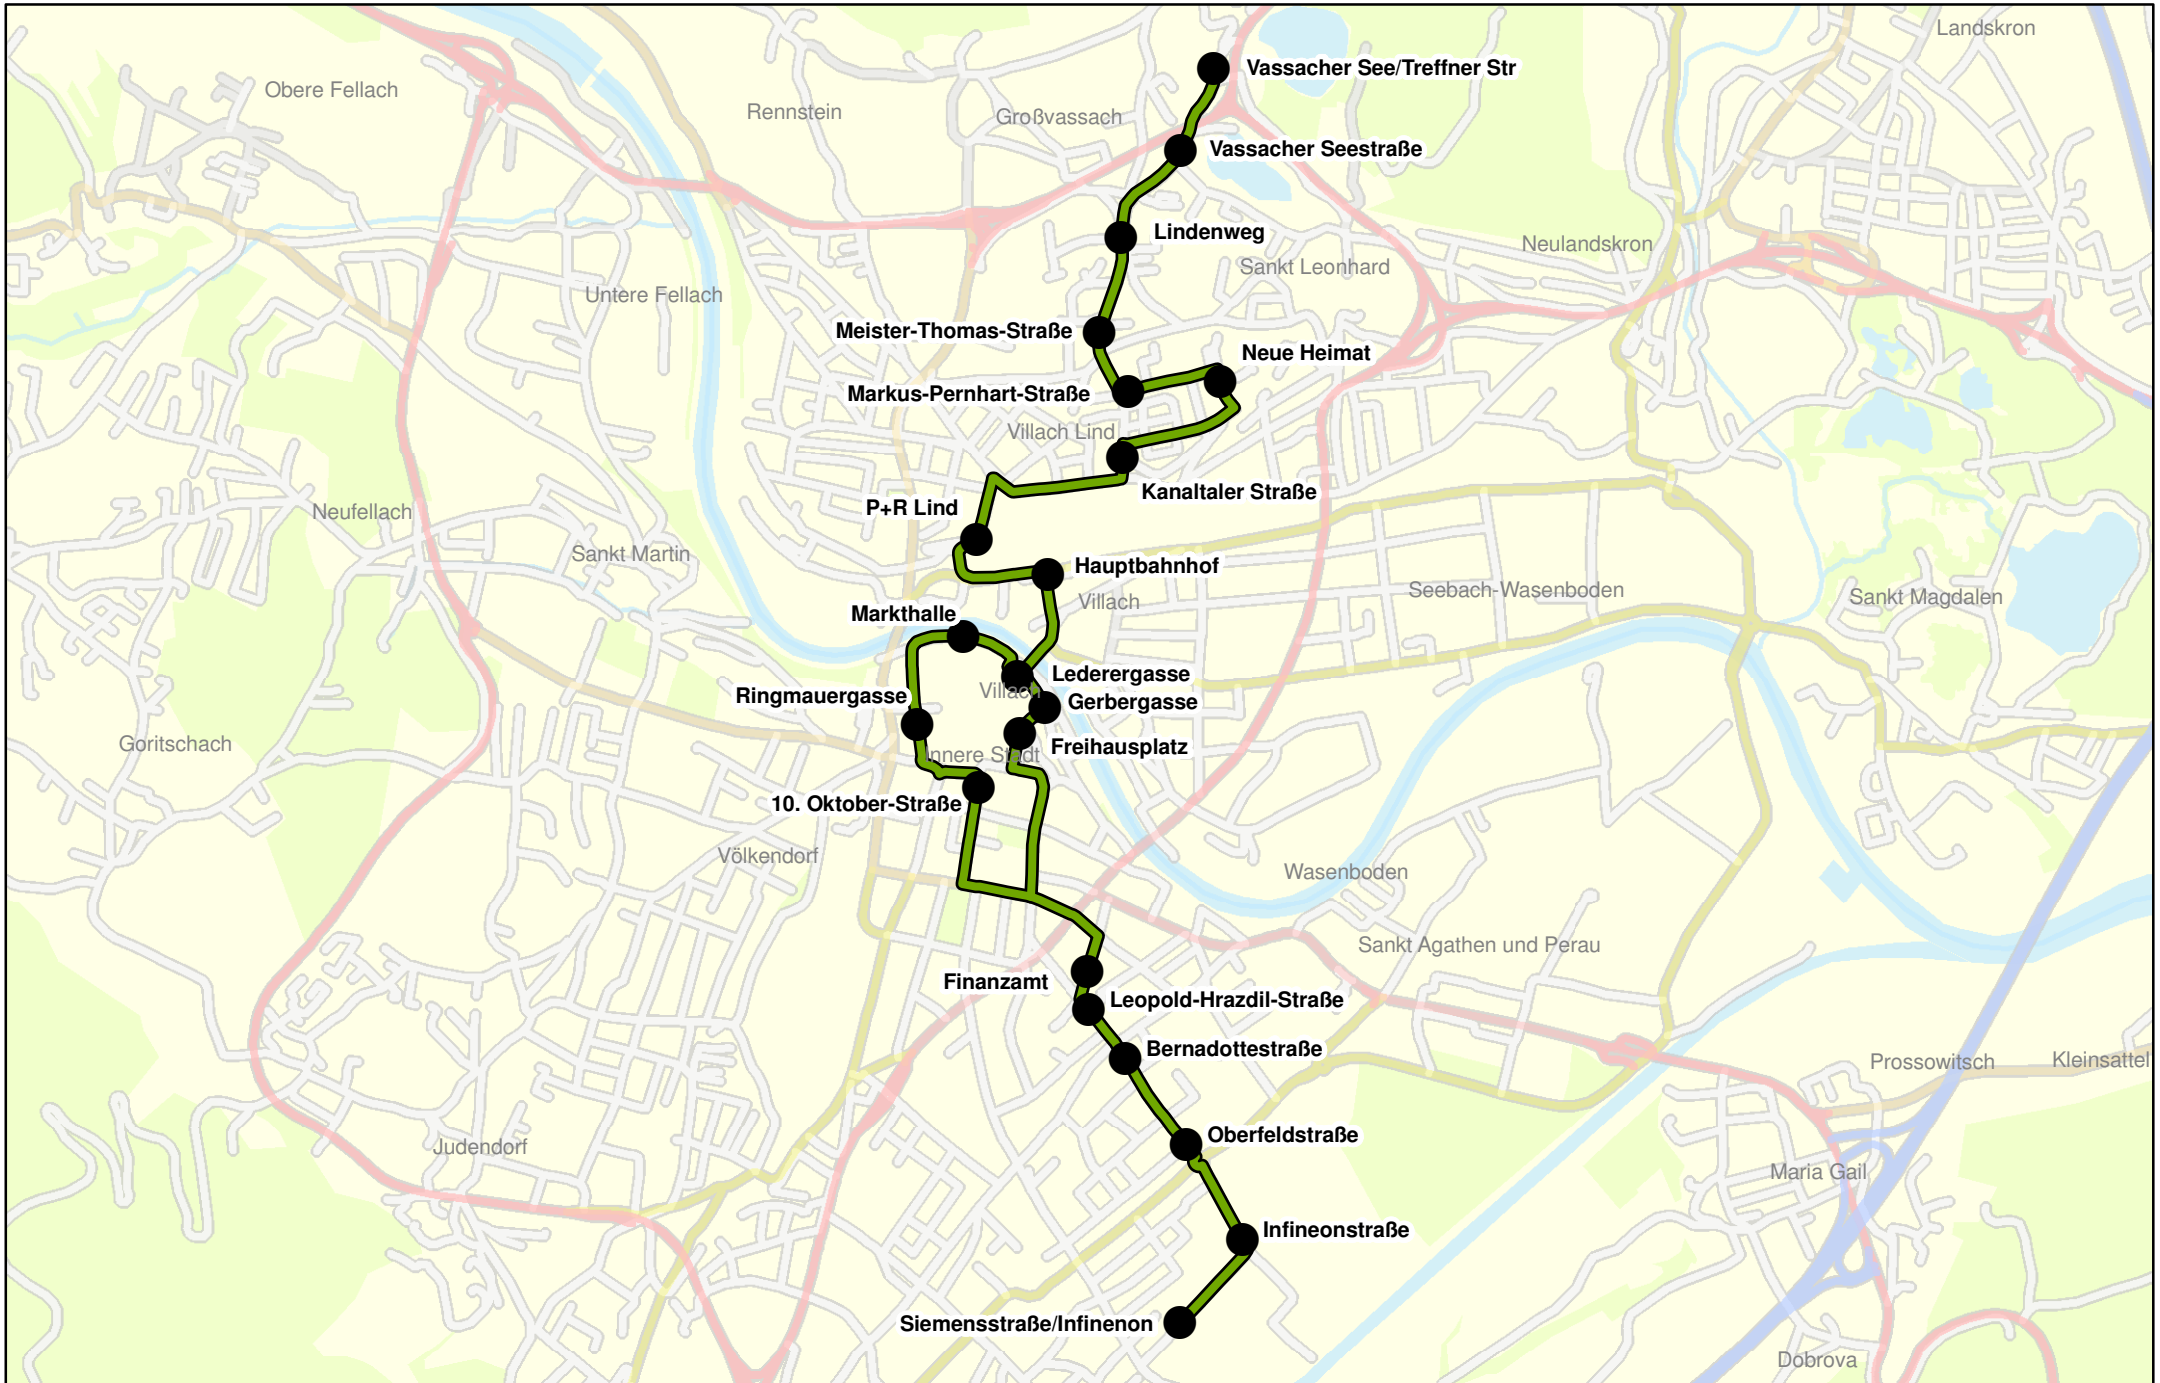 Landskron
Vassacher See/Treffner Str
Obere Fellach
Rennstein
Großvassach
Vassacher Seestraße
Lindenweg
Neulandskron
Sankt Leonhard
Untere Fellach
Meister-Thomas-Straße
Neue Heimat
Markus-Pernhart-Straße
Villach Lind
Kanaltaler Straße
P+R Lind
Neufellach
Sankt Martin
Hauptbahnhof
Seebach-Wasenboden
Sankt Magdalen
Villach
Markthalle
Lederergasse
Villach
Ringmauergasse
Gerbergasse
Goritschach
Freihausplatz
Innere Stadt
10. Oktober-Straße
Völkendorf
Wasenboden
Sankt Agathen und Perau
Finanzamt
Leopold-Hrazdil-Straße
Bernadottestraße
Prossowitsch
Kleinsattel
Oberfeldstraße
Judendorf
Maria Gail
Infineonstraße
Siemensstraße/Infinenon
Dobrova